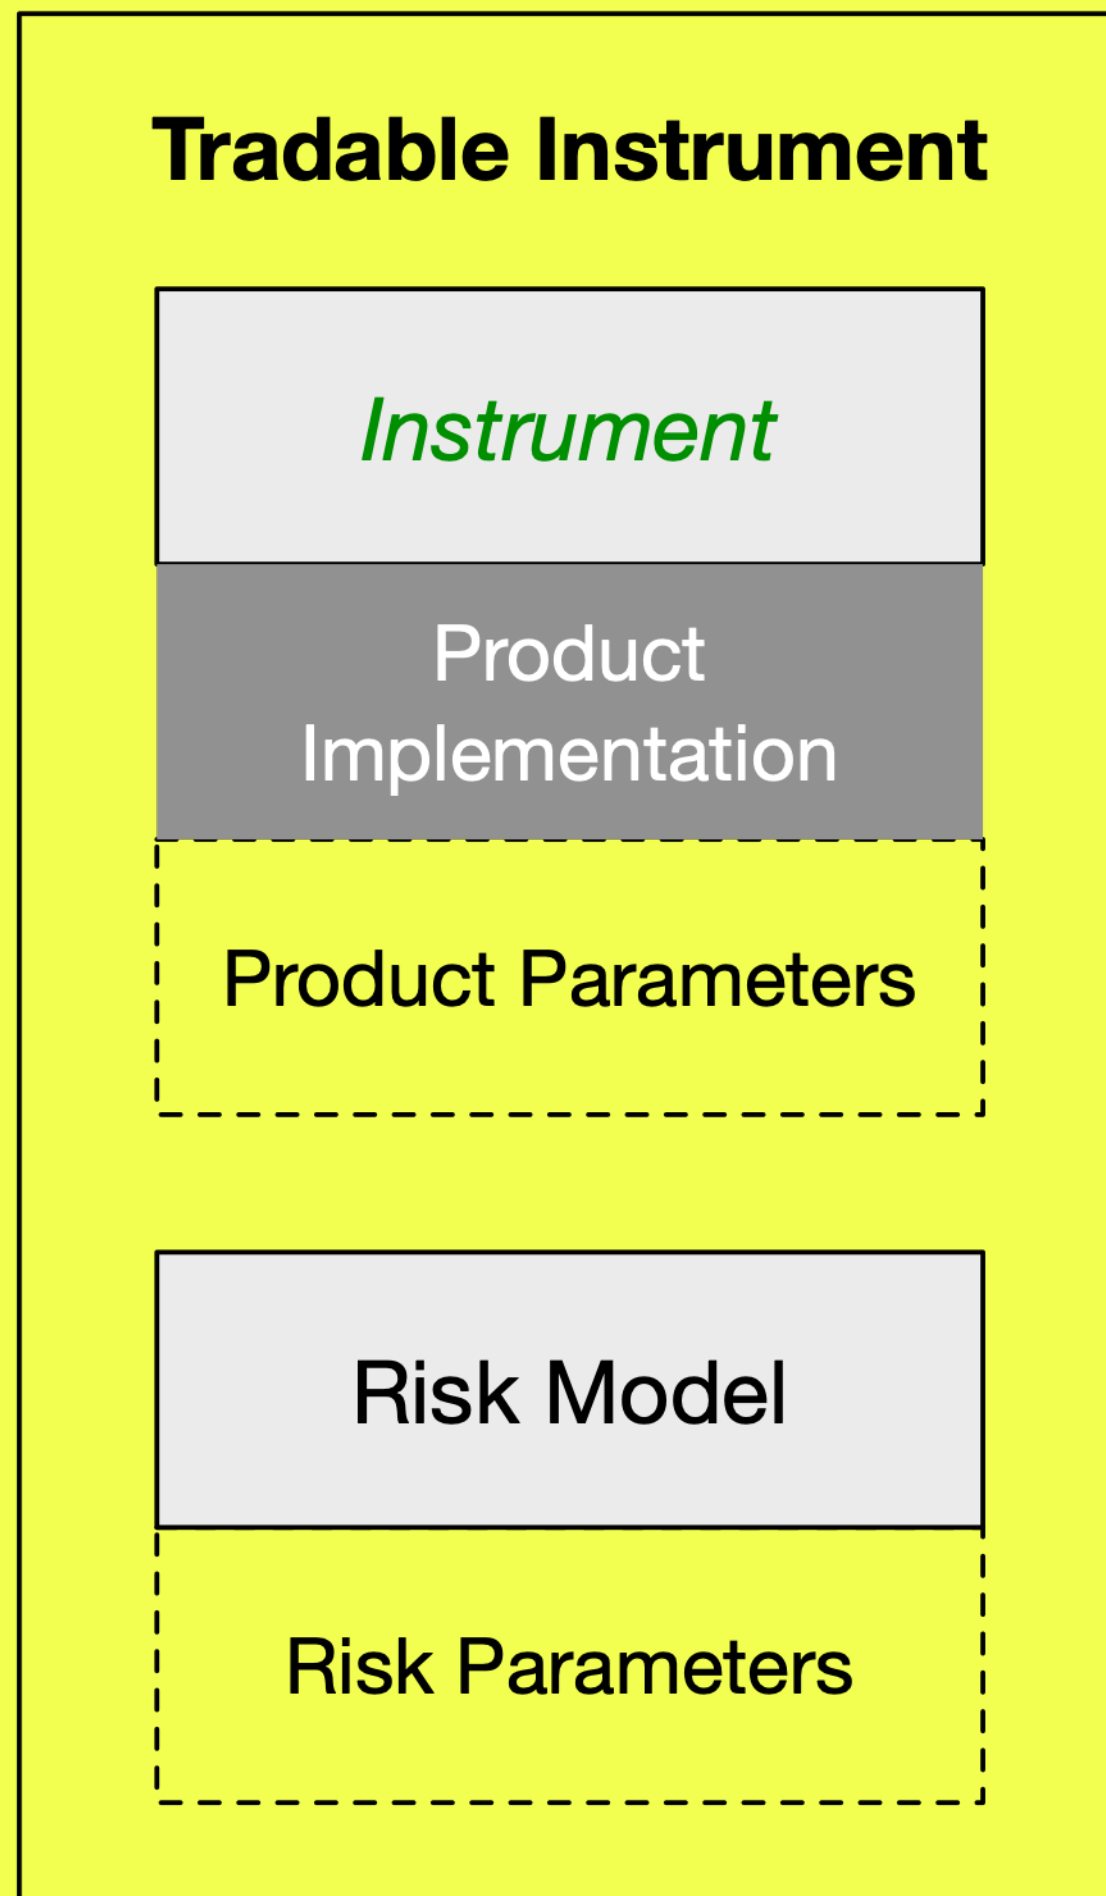 Tradable Instrument
Instrument
Product
Implementation
Product Parameters
Risk Model
Risk Parameters